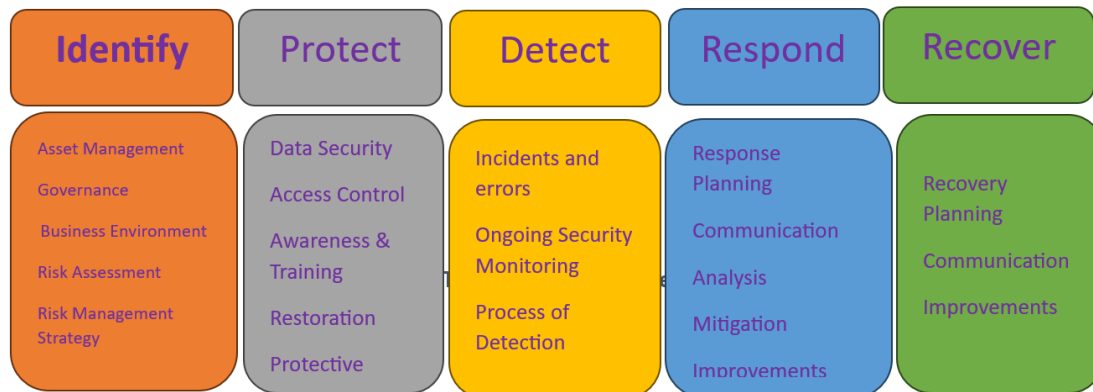 Identify
Protect
Detect
Respond
Recover
Asset Management
Governance
Business Environment
Risk Assessment
Risk Management
Strategy
Data Security
Access Control
Awareness &
Training
Restoration
Protective
Incidents and
errors
Ongoing Security
Monitoring
Process of
Detection
Response
Planning
Communication
Analysis
Mitigation
Improvements
Recovery
Planning
Communication
Improvements